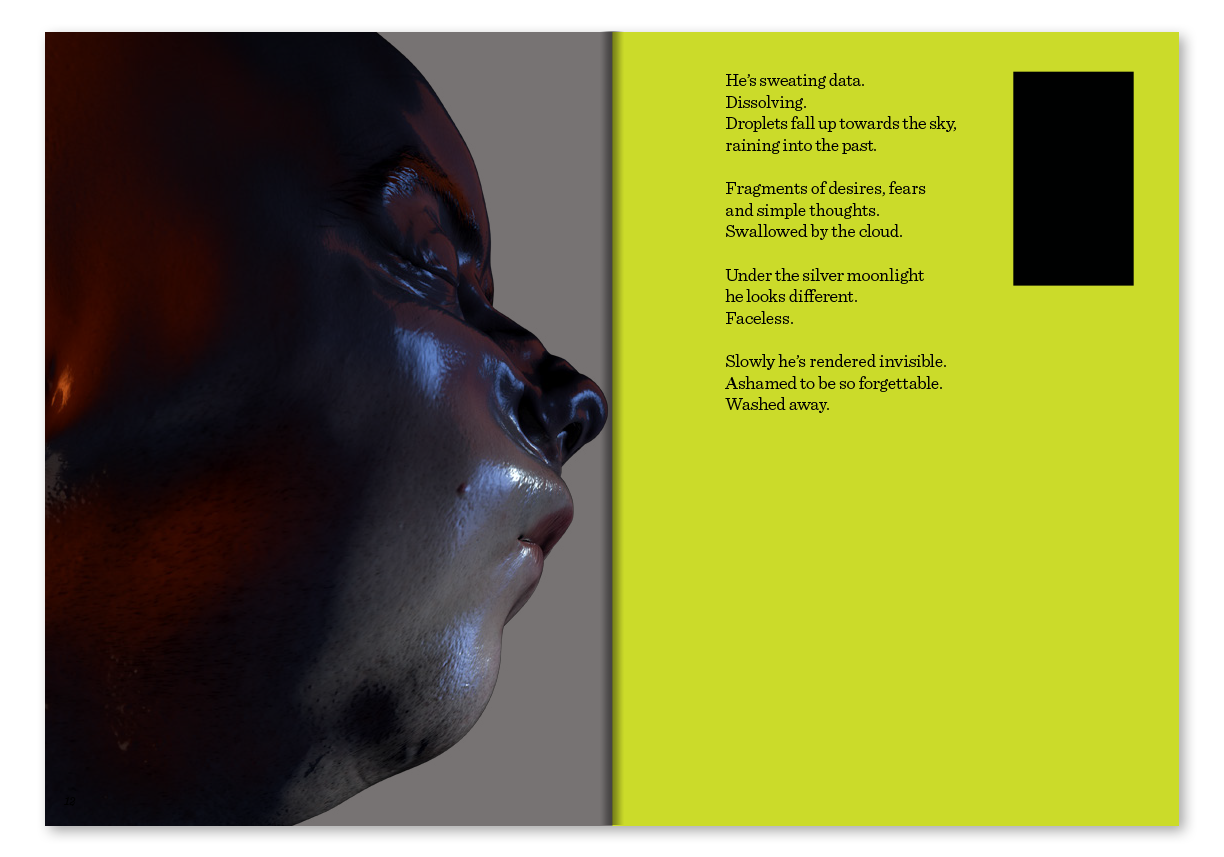 He’s sweating data.
Dissolving.
Droplets fall up towards the sky,
raining into the past.
Fragments of desires, fears
and simple thoughts.
Swallowed by the cloud.
Under the silver moonlight
he looks different.
Faceless.
Slowly he’s rendered invisible.
Ashamed to be so forgettable.
Washed away.